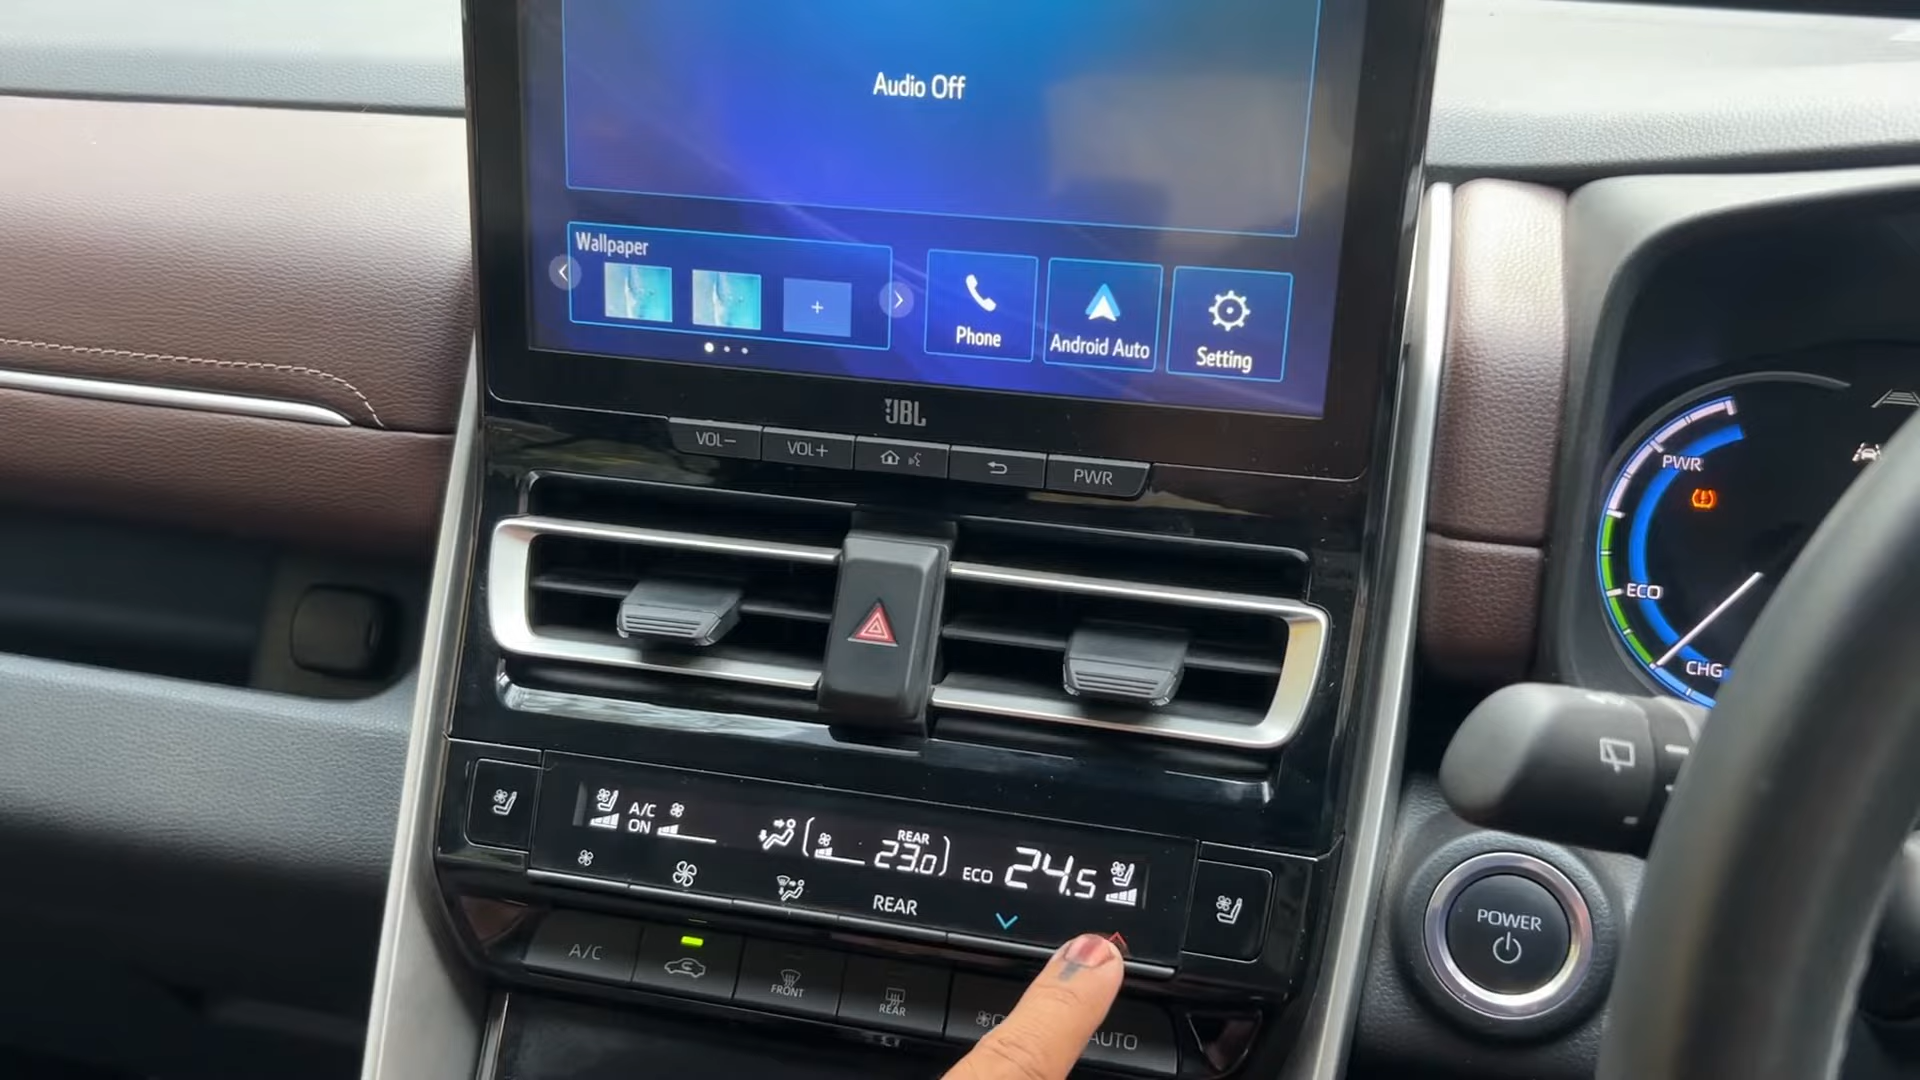 Audio Off
Wallpaper
Phone
Android Auto
Setting
JBL
VOL−
VOL+
PWR
PWR
ECO
CHG
A/C
ON
REAR
23.0
ECO
24.5
REAR
A/C
FRONT
REAR
AUTO
POWER